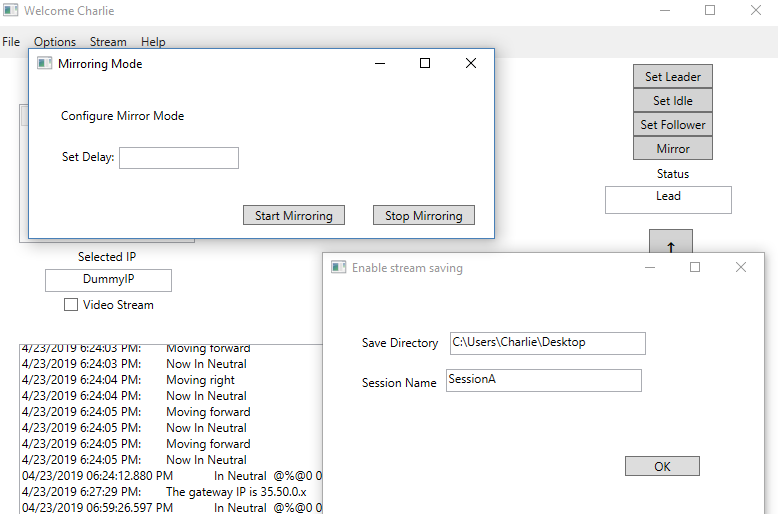 Welcome Charlie
File Options Stream Help
Mirroring Mode
Configure Mirror Mode
Set Delay:
Start Mirroring Stop Mirroring
Set Leader
Set Idle
Set Follower
Mirror
Status
Lead
↑
Selected IP
DummyIP
Video Stream
Enable stream saving
Save Directory C:\Users\Charlie\Desktop
Session Name SessionA
OK
4/23/2019 6:24:03 PM: Moving forward
4/23/2019 6:24:03 PM: Now In Neutral
4/23/2019 6:24:04 PM: Moving right
4/23/2019 6:24:04 PM: Now In Neutral
4/23/2019 6:24:05 PM: Moving forward
4/23/2019 6:24:05 PM: Now In Neutral
4/23/2019 6:24:05 PM: Moving forward
4/23/2019 6:24:05 PM: Now In Neutral
04/23/2019 06:24:12.880 PM In Neutral @%@0 0
4/23/2019 6:27:29 PM: The gateway IP is 35.50.0.x
04/23/2019 06:59:26.597 PM In Neutral @%@0 0